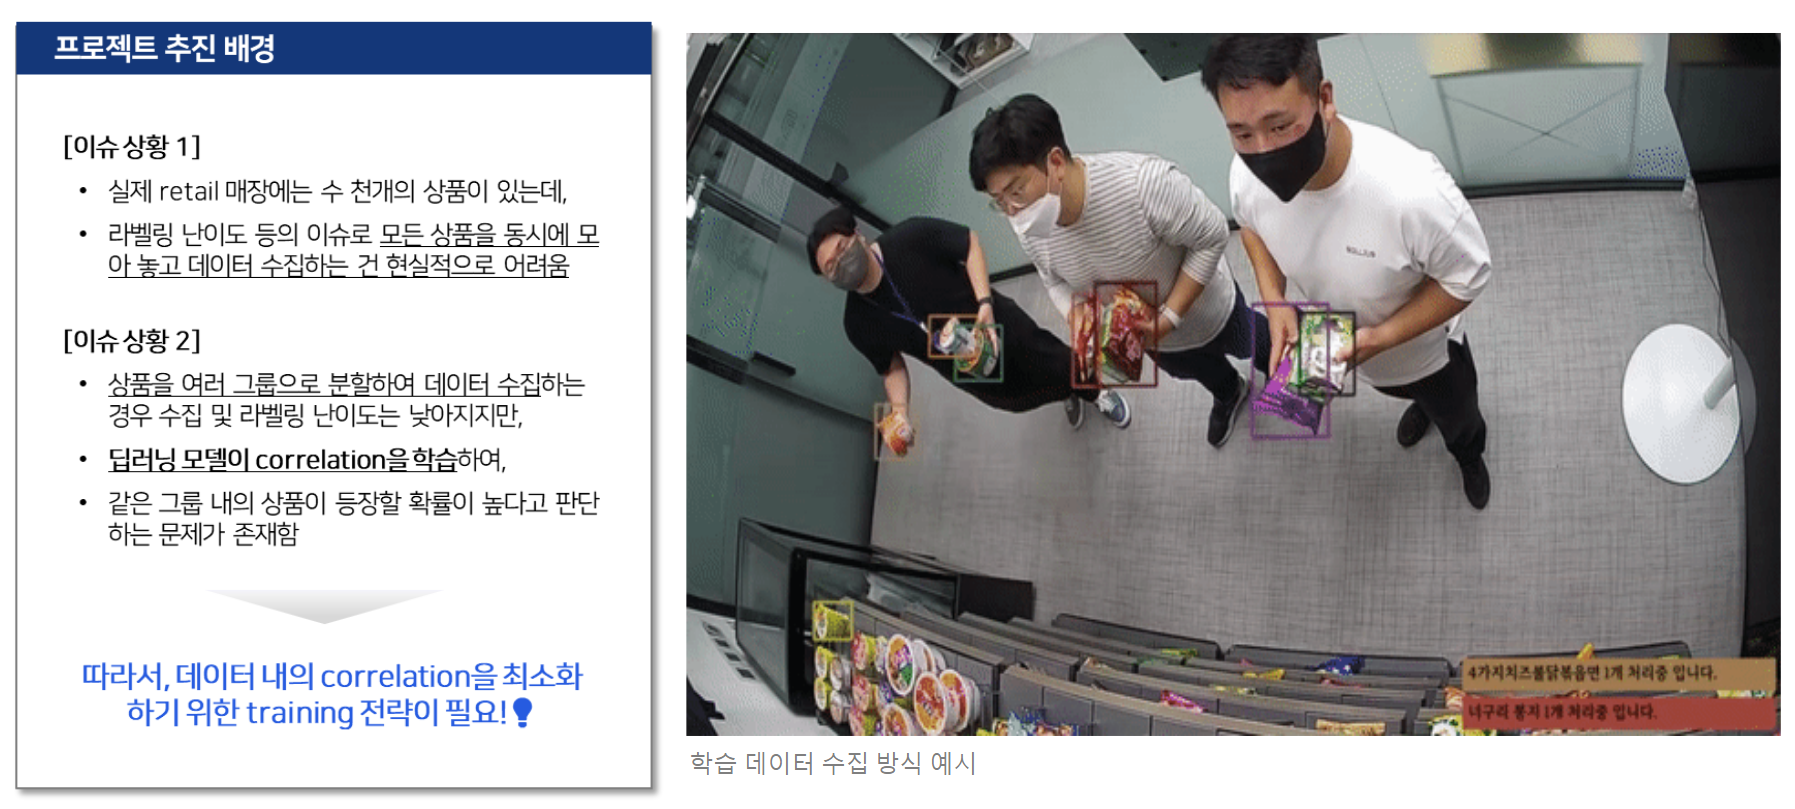 프로젝트 추진 배경
[이슈 상황 1]
• 실제 retail 매장에는 수 천개의 상품이 있는데,
• 라벨링 난이도 등의 이슈로 모든 상품을 동시에 모
아 놓고 데이터 수집하는 건 현실적으로 어려움
[이슈 상황 2]
• 상품을 여러 그룹으로 분할하여 데이터 수집하는
경우 수집 및 라벨링 난이도는 낮아지지만,
• 딥러닝 모델이 correlation을 학습하여,
• 같은 그룹 내의 상품이 등장할 확률이 높다고 판단
하는 문제가 존재함
따라서, 데이터 내의 correlation을 최소화
하기 위한 training 전략이 필요!
4가지치즈불닭볶음면 1개 처리중 입니다.
너구리 봉지 1개 처리중 입니다.
학습 데이터 수집 방식 예시